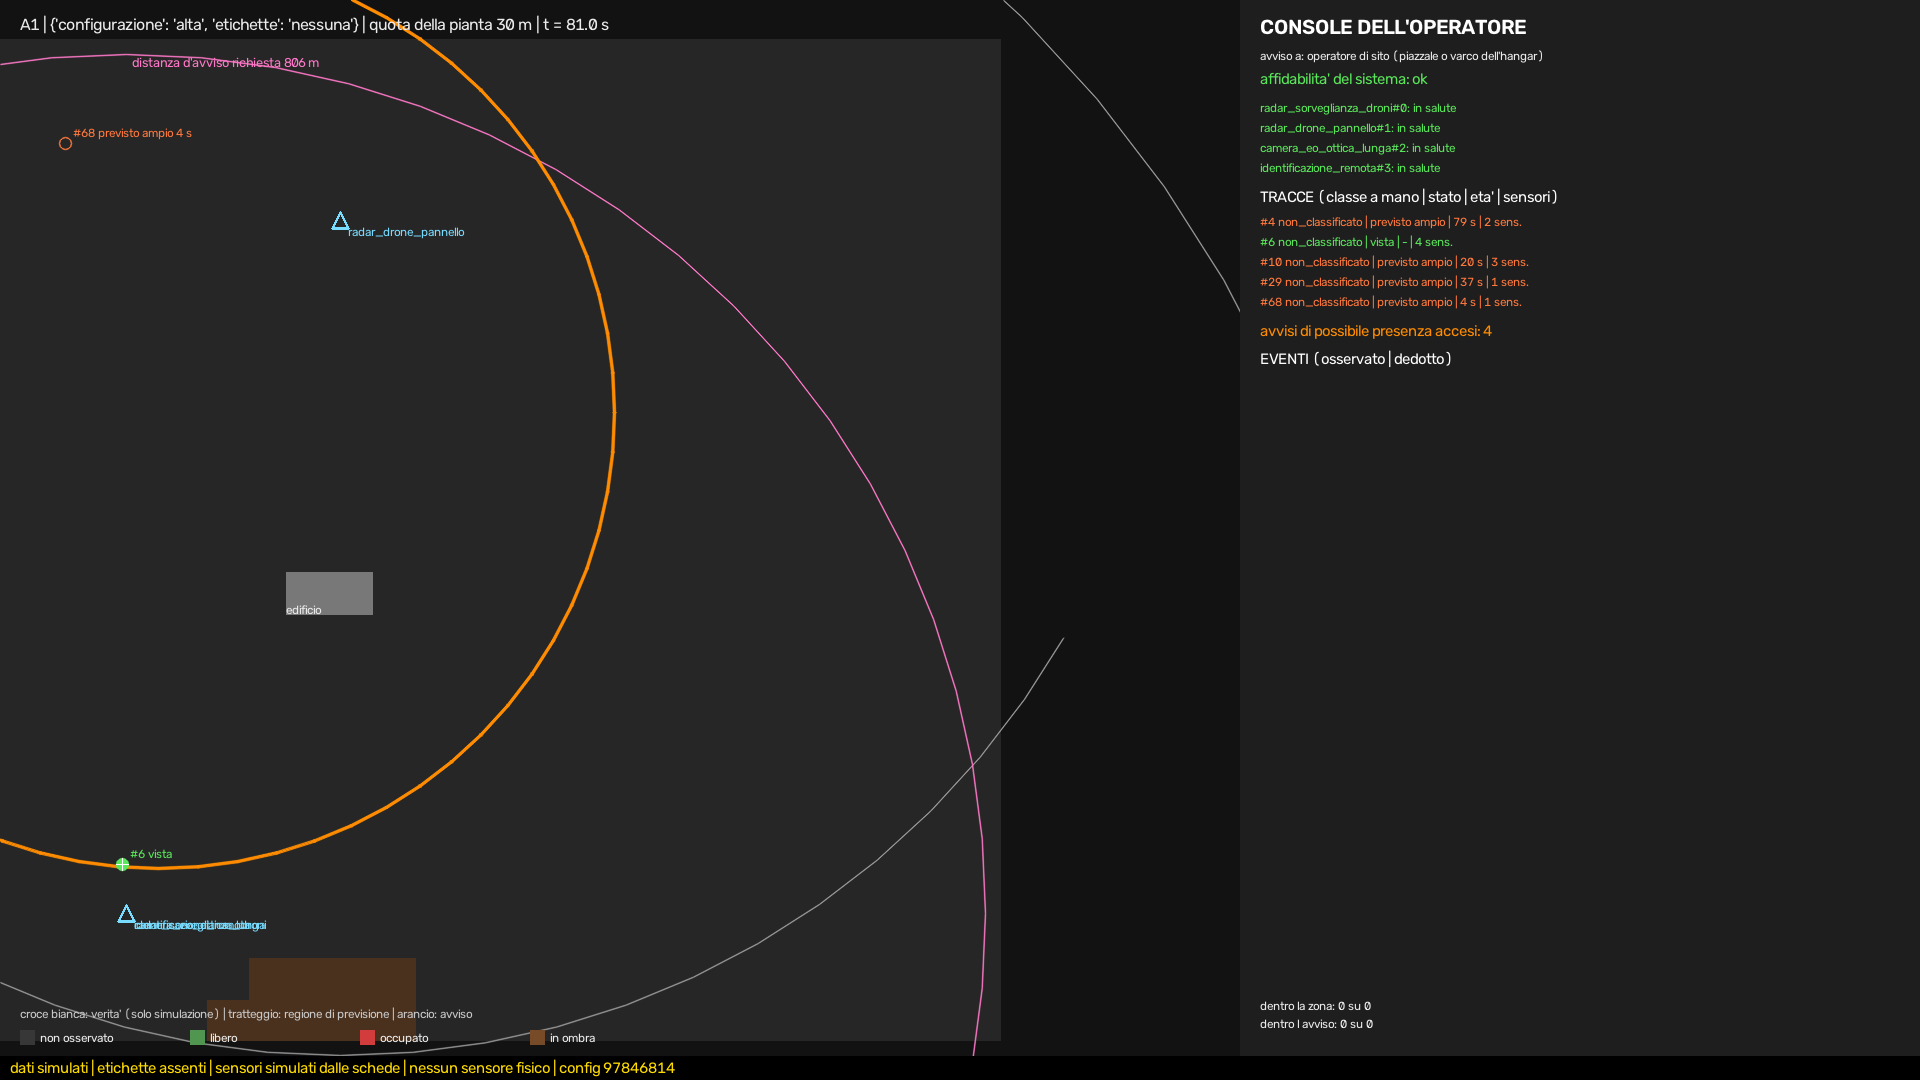 A1 | {'configurazione': 'alta', 'etichette': 'nessuna'} | quota della pianta 30 m | t = 81.0 s
distanza d'avviso richiesta 806 m
#68 previsto ampio 4 s
radar_drone_pannello
edificio
#6 vista
croce bianca: verita' (solo simulazione) | tratteggio: regione di previsione | arancio: avviso
non osservato
libero
occupato
in ombra
dati simulati | etichette assenti | sensori simulati dalle schede | nessun sensore fisico | config 97846814
CONSOLE DELL'OPERATORE
avviso a: operatore di sito (piazzale o varco dell'hangar)
affidabilita' del sistema: ok
radar_sorveglianza_droni#0: in salute
radar_drone_pannello#1: in salute
camera_eo_ottica_lunga#2: in salute
identificazione_remota#3: in salute
TRACCE (classe a mano | stato | eta' | sensori)
#4 non_classificato | previsto ampio | 79 s | 2 sens.
#6 non_classificato | vista | - | 4 sens.
#10 non_classificato | previsto ampio | 20 s | 3 sens.
#29 non_classificato | previsto ampio | 37 s | 1 sens.
#68 non_classificato | previsto ampio | 4 s | 1 sens.
avvisi di possibile presenza accesi: 4
EVENTI (osservato | dedotto)
dentro la zona: 0 su 0
dentro l avviso: 0 su 0